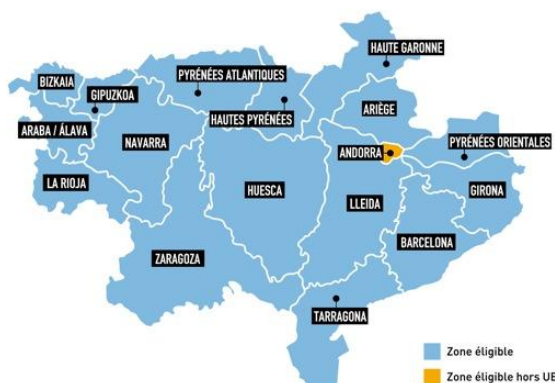 HAUTE GARONNE
BIZKAIA
PYRÉNÉES ATLANTIQUES
GIPUZKOA
ARIÈGE
HAUTES PYRÉNÉES
ARABA / ÁLAVA
NAVARRA
PYRÉNÉES ORIENTALES
ANDORRA
LA RIOJA
HUESCA
GIRONA
LLEIDA
BARCELONA
ZARAGOZA
TARRAGONA
Zone éligible
Zone éligible hors UE